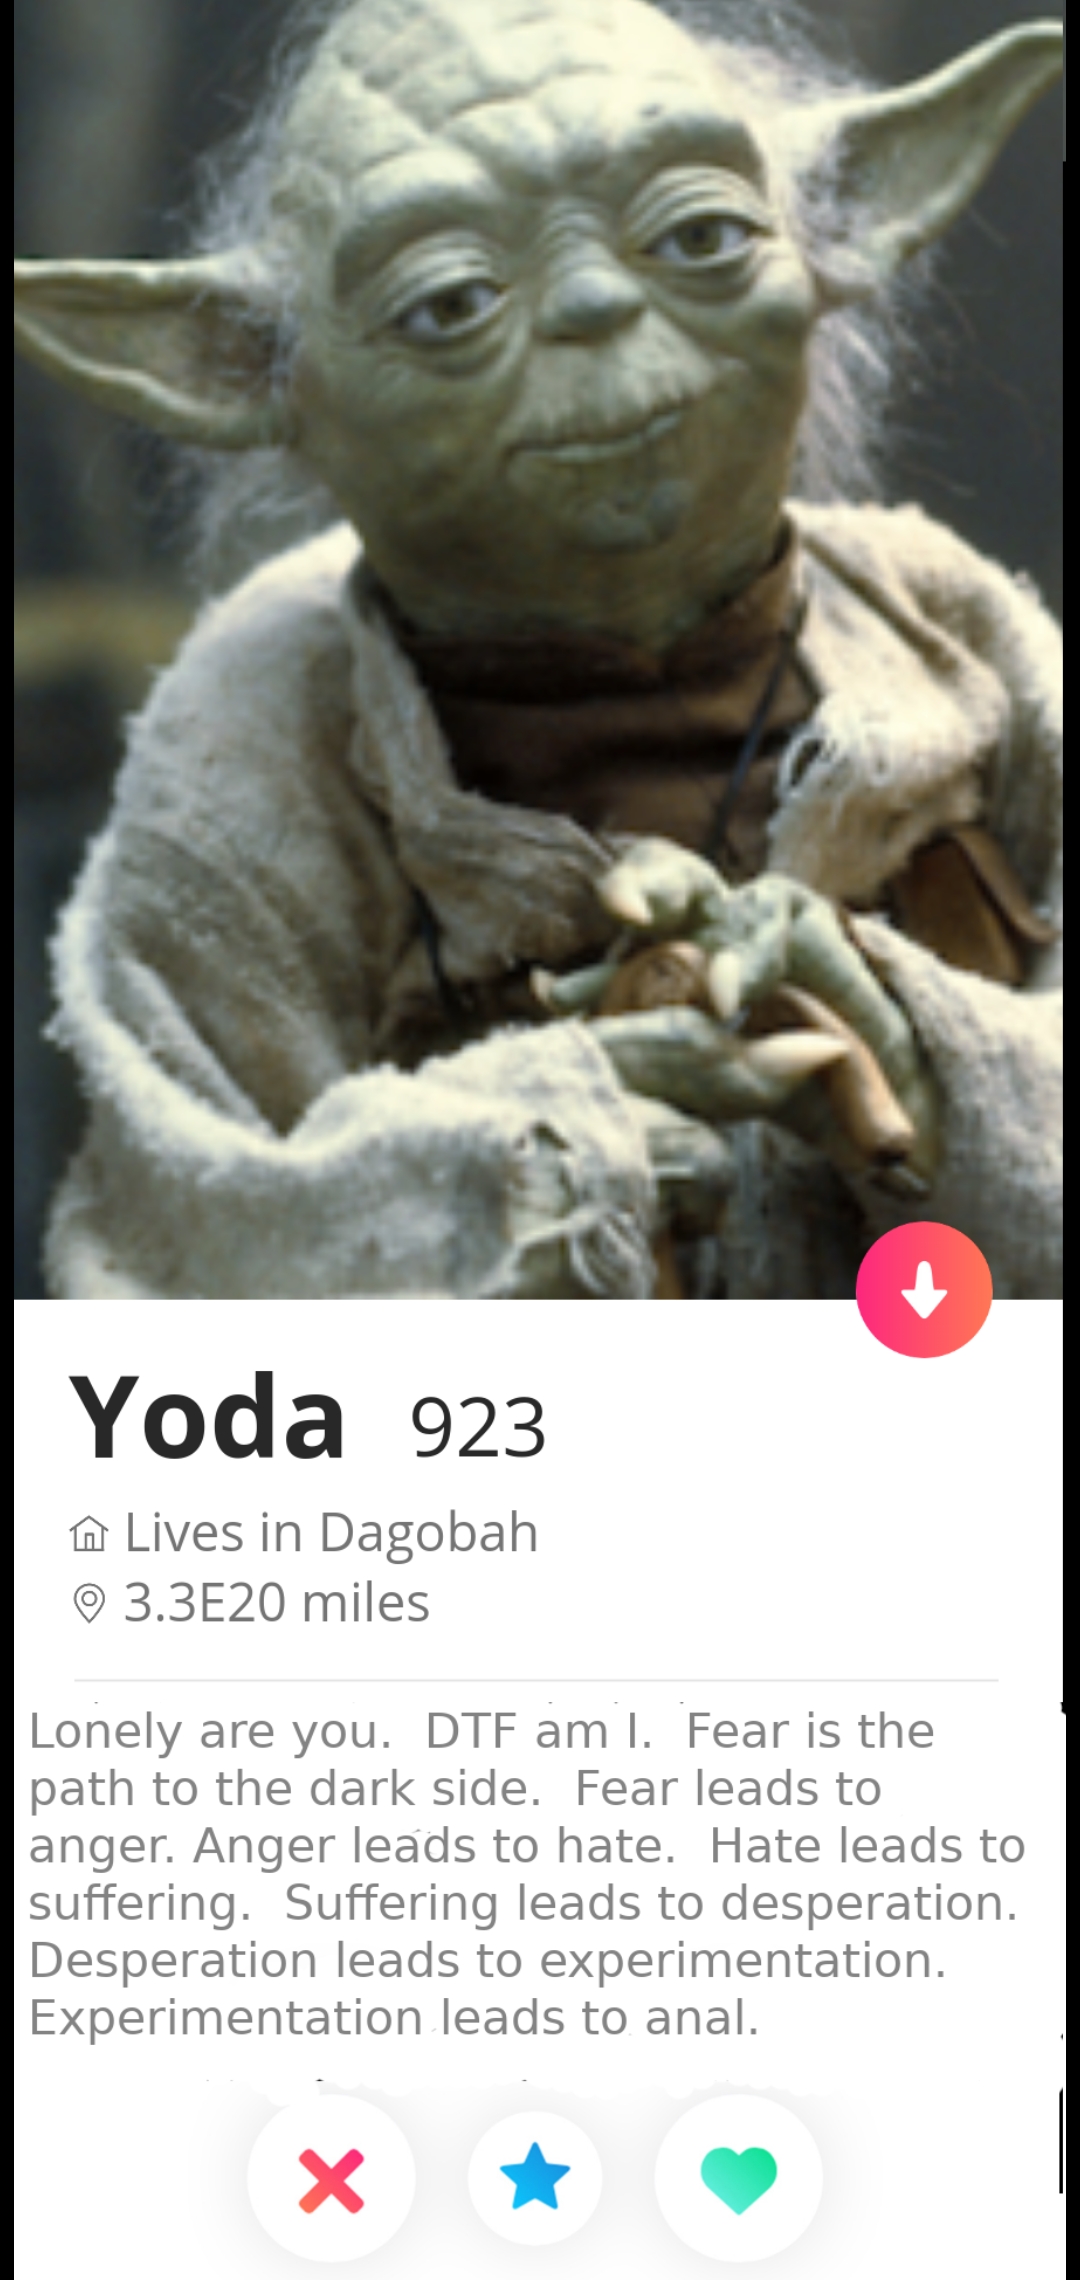 Yoda 923
Lives in Dagobah
3.3E20 miles
Lonely are you.  DTF am I.  Fear is the
path to the dark side.  Fear leads to
anger. Anger leads to hate.  Hate leads to
suffering.  Suffering leads to desperation.
Desperation leads to experimentation.
Experimentation leads to anal.